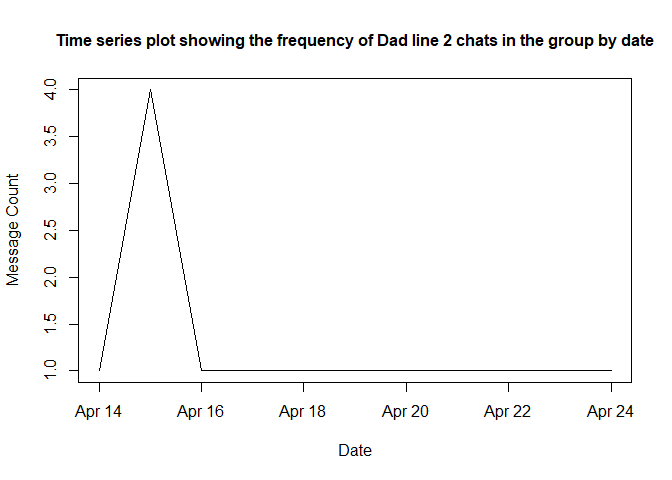 Time series plot showing the frequency of Dad line 2 chats in the group by date
Message Count
4.0
3.5
3.0
2.5
2.0
1.5
1.0
Apr 14 Apr 16 Apr 18 Apr 20 Apr 22 Apr 24
Date